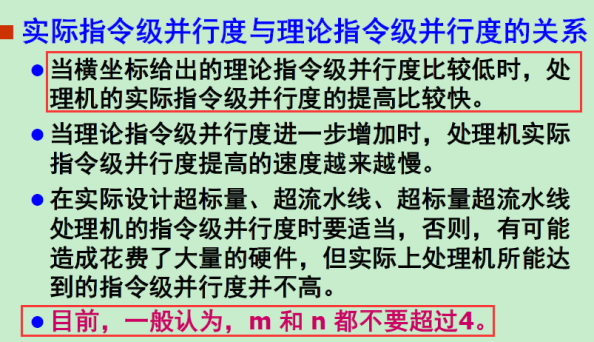 实际指令级并行度与理论指令级并行度的关系
当横坐标给出的理论指令级并行度比较低时，处
理机的实际指令级并行度的提高比较快。
当理论指令级并行度进一步增加时，处理机实际
指令级并行度提高的速度越来越慢。
在实际设计超标量、超流水线、超标量超流水线
处理机的指令级并行度时要适当，否则，有可能
造成花费了大量的硬件，但实际上处理机所能达
到的指令级并行度并不高。
目前，一般认为，m 和 n 都不要超过4。